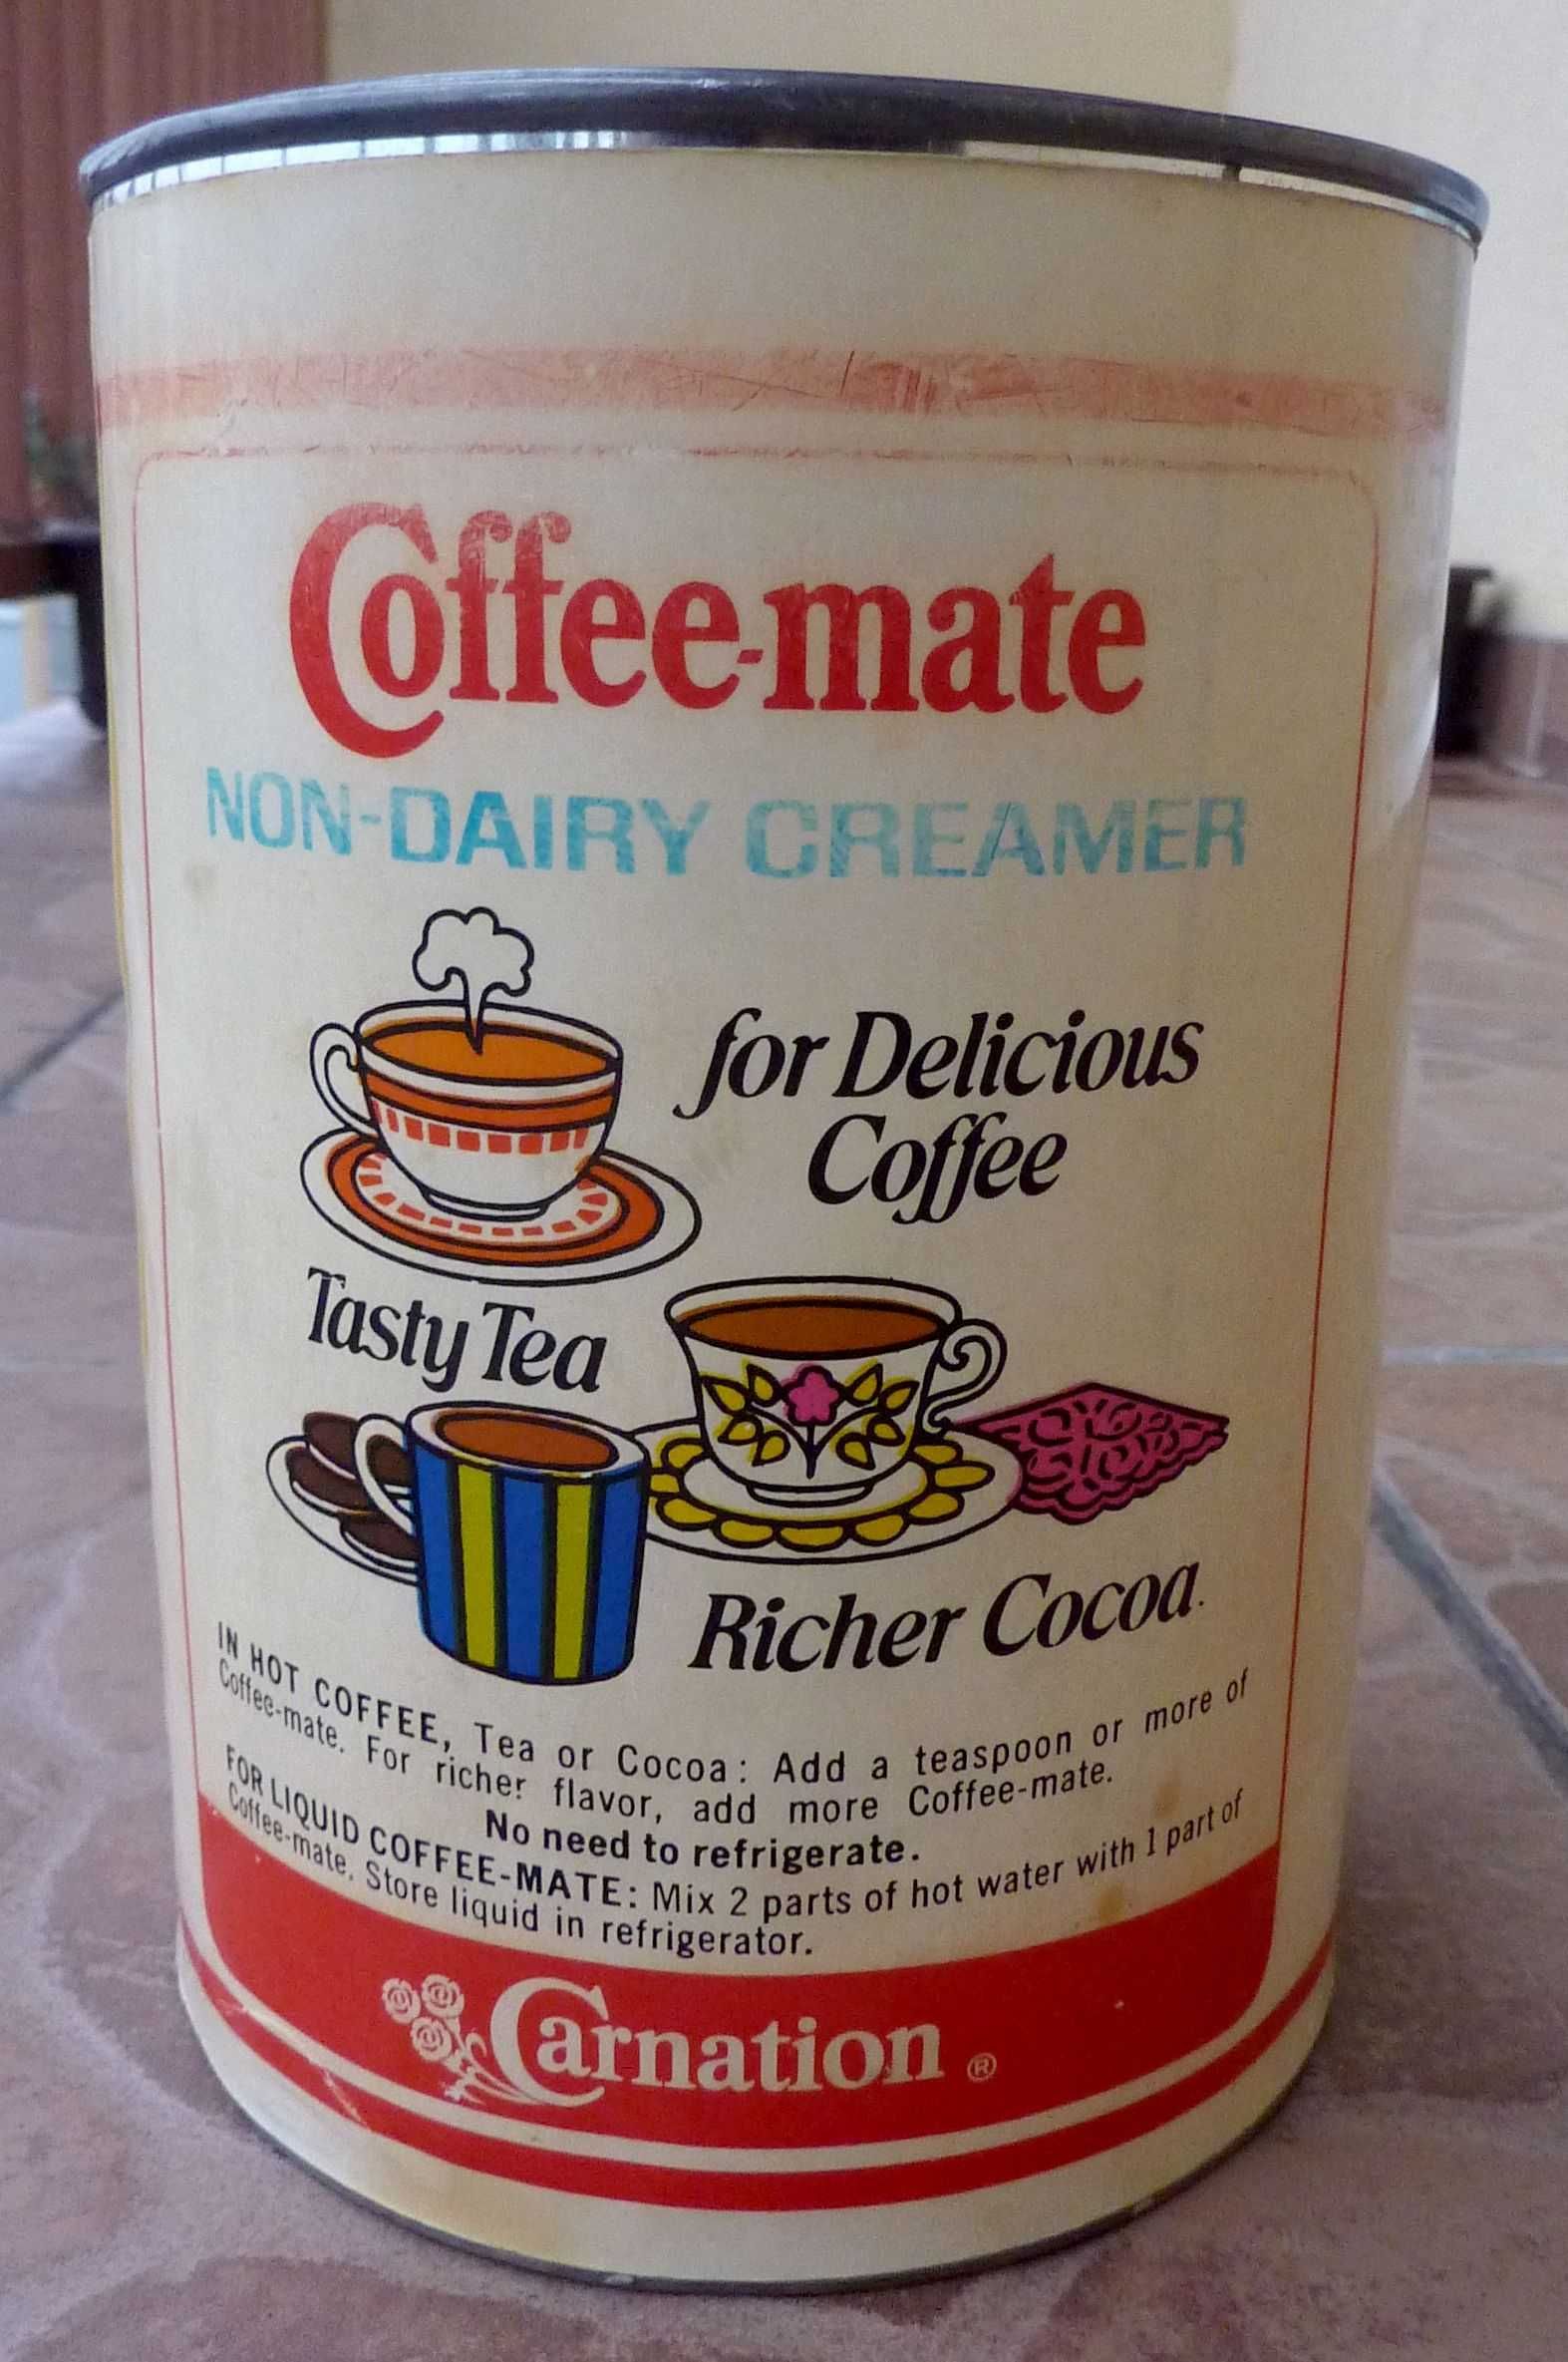 Coffee-mate
NON-DAIRY CREAMER
for Delicious
Coffee
Tasty Tea
Richer Cocoa.
IN HOT COFFEE, Tea or Cocoa: Add a teaspoon or more of
Coffee-mate. For richer flavor, add more Coffee-mate.
No need to refrigerate.
FOR LIQUID COFFEE-MATE: Mix 2 parts of hot water with 1 part of
Coffee-mate. Store liquid in refrigerator.
Carnation ®